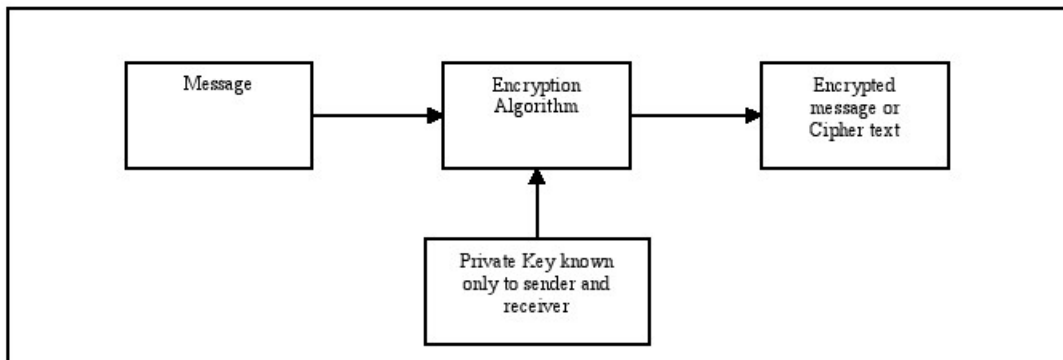 Message
Encryption
Algorithm
Encrypted
message or
Cipher text
Private Key known
only to sender and
receiver